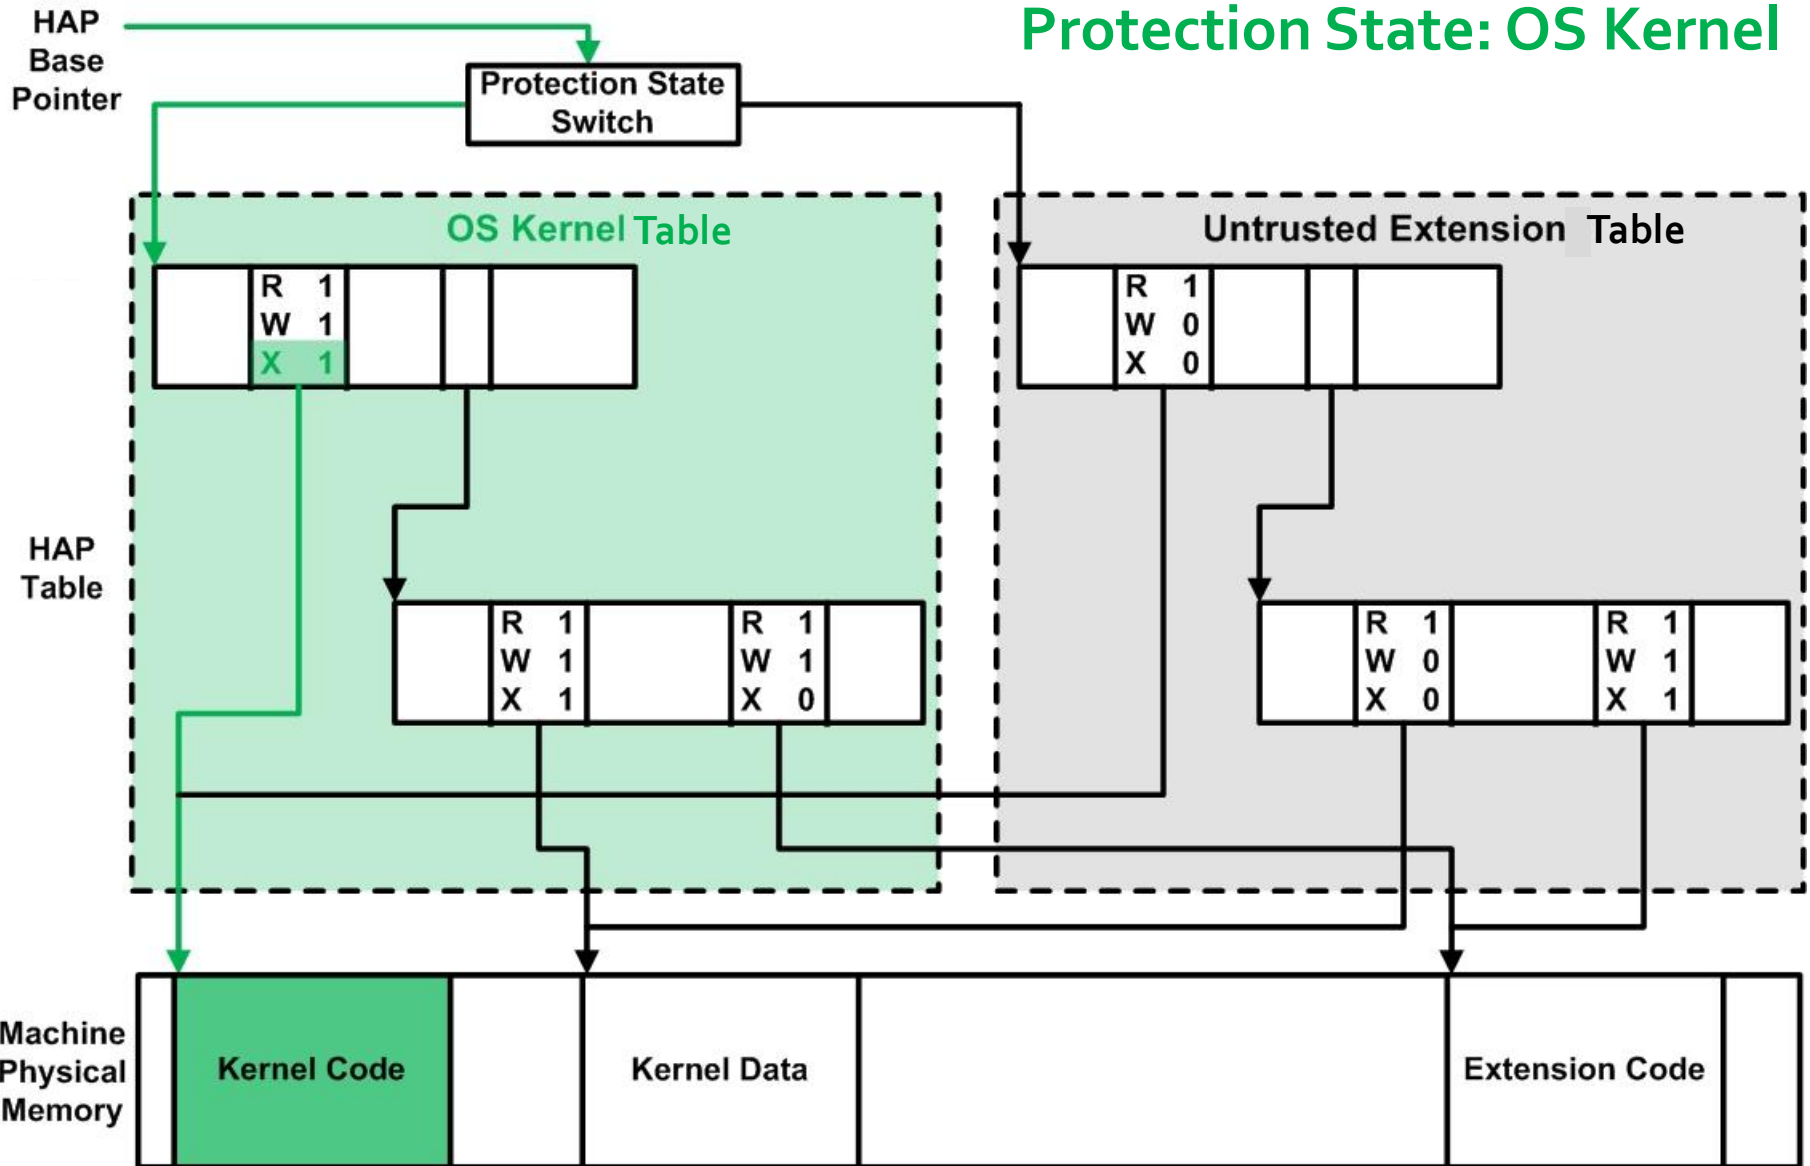 Protection State: OS Kernel
HAP
Base
Pointer
Protection State
Switch
OS Kernel Table
Untrusted Extension Table
R 1
W 1
X 1
R 1
W 0
X 0
HAP
Table
R 1
W 1
X 1
R 1
W 1
X 0
R 1
W 0
X 0
R 1
W 1
X 1
Machine
Physical
Memory
Kernel Code
Kernel Data
Extension Code